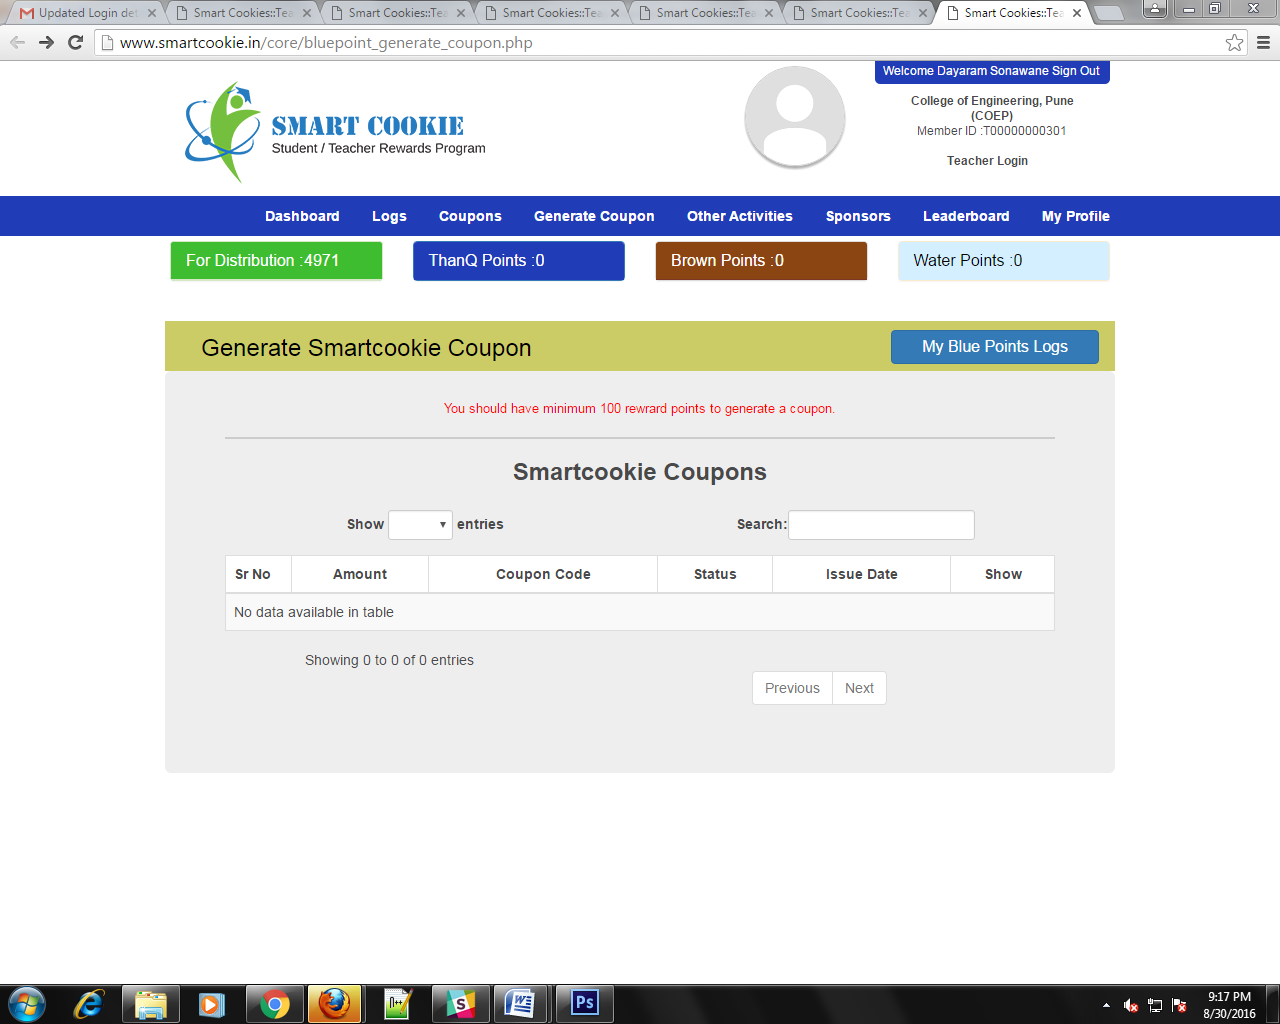 Updated Login det
Smart Cookies::Tea
Smart Cookies::Tea
Smart Cookies::Tea
Smart Cookies::Tea
Smart Cookies::Tea
Smart Cookies::Tea
www.smartcookie.in/core/bluepoint_generate_coupon.php
SMART COOKIE
Student / Teacher Rewards Program
Welcome Dayaram Sonawane Sign Out
College of Engineering, Pune
(COEP)
Member ID :T00000000301
Teacher Login
Dashboard Logs Coupons Generate Coupon Other Activities Sponsors Leaderboard My Profile
For Distribution :4971 ThanQ Points :0 Brown Points :0 Water Points :0
Generate Smartcookie Coupon My Blue Points Logs
You should have minimum 100 rewrard points to generate a coupon.
Smartcookie Coupons
Show entries Search:
Sr No Amount Coupon Code Status Issue Date Show
No data available in table
Showing 0 to 0 of 0 entries
Previous Next
n++
S
W
Ps
9:17 PM
8/30/2016